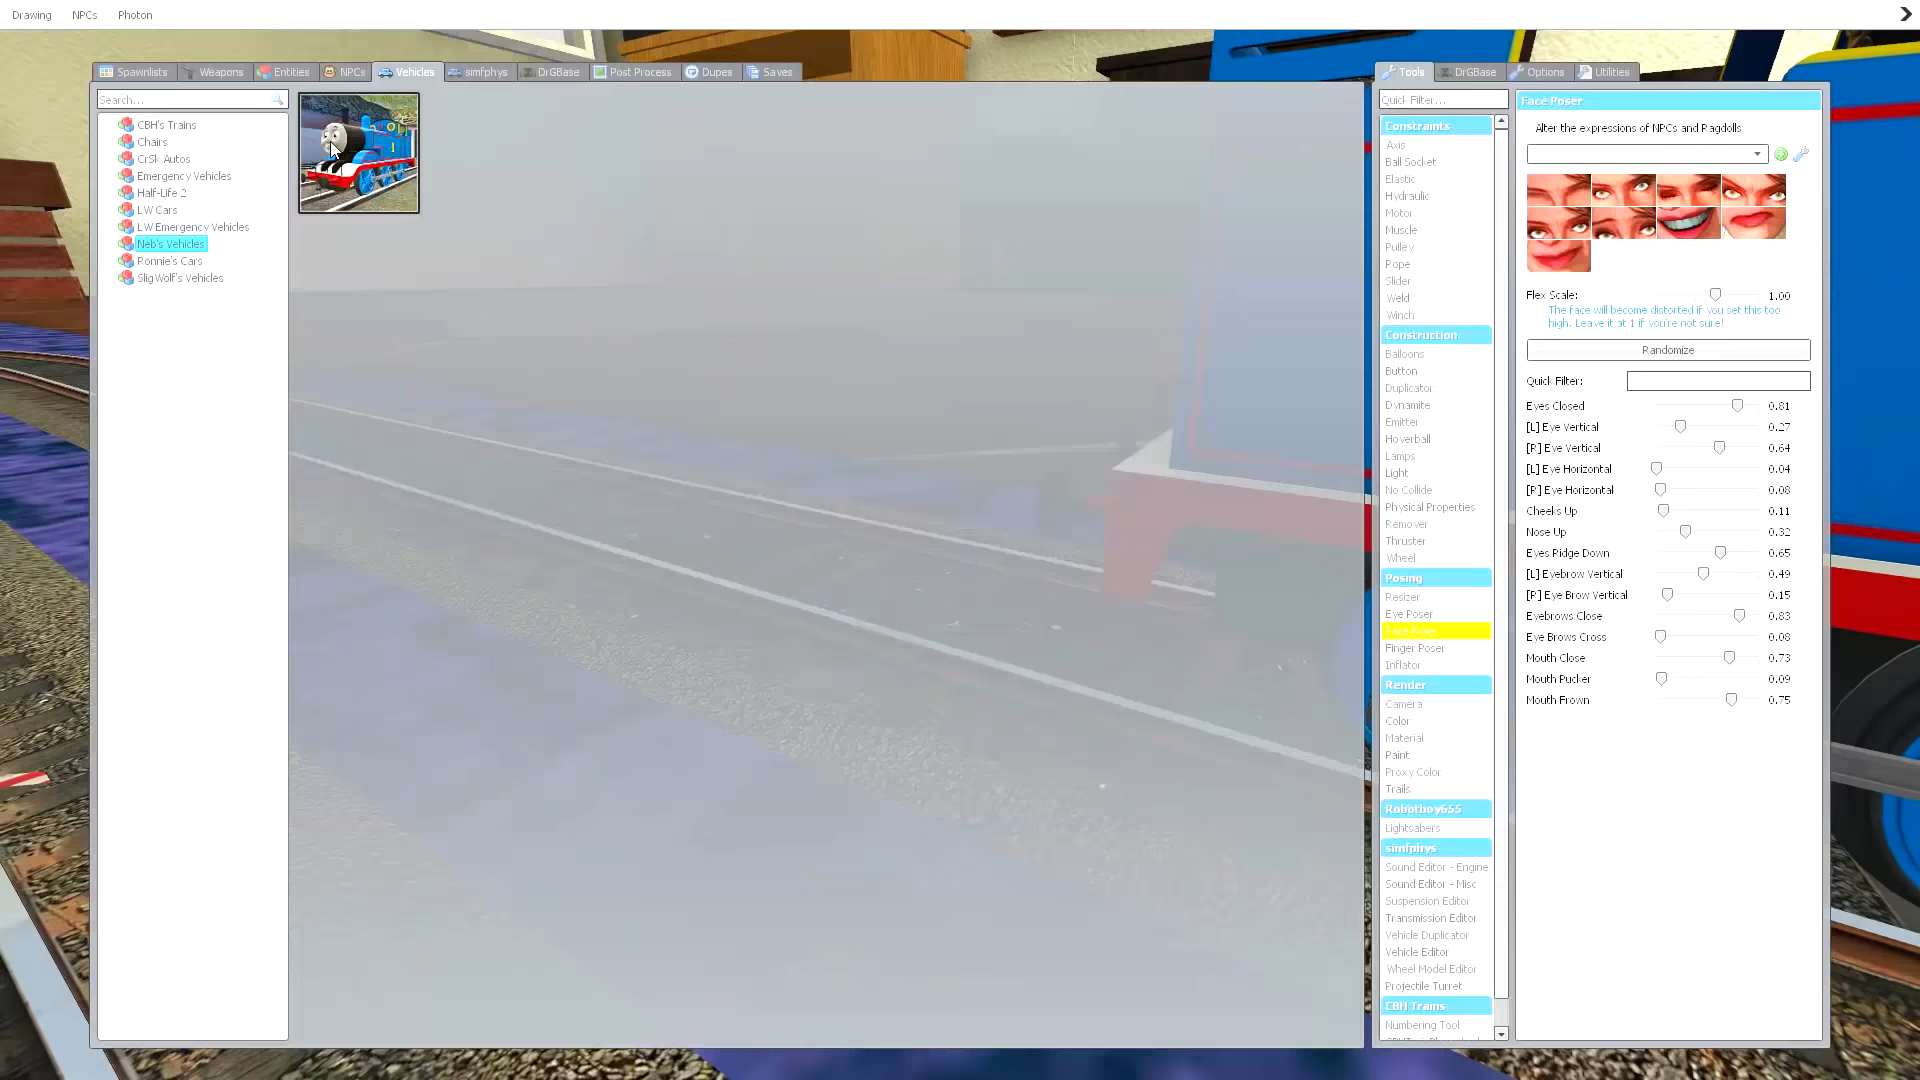 Drawing NPCs Photon
Spawnlists Weapons Entities NPCs Vehicles simfphys DrGBase Post Process Dupes Saves
Search...
CBH's Trains
Chairs
CrSk Autos
Emergency Vehicles
Half-Life 2
LW Cars
LW Emergency Vehicles
Neb's Vehicles
Ronnie's Cars
SligWolf's Vehicles
1
Tools DrGBase Options Utilities
Quick Filter...
Constraints
Axis
Ball Socket
Elastic
Hydraulic
Motor
Muscle
Pulley
Rope
Slider
Weld
Winch
Construction
Balloons
Button
Duplicator
Dynamite
Emitter
Hoverball
Lamps
Light
No Collide
Physical Properties
Remover
Thruster
Wheel
Posing
Resizer
Eye Poser
Face Poser
Finger Poser
Inflator
Render
Camera
Color
Material
Paint
Proxy Color
Trails
Robotboy655
Lightsabers
simfphys
Sound Editor - Engine
Sound Editor - Misc
Suspension Editor
Transmission Editor
Vehicle Duplicator
Vehicle Editor
Wheel Model Editor
Projectile Turret
CBH Trains
Numbering Tool
Face Poser
Alter the expressions of NPCs and Ragdolls
Flex Scale: 1.00
The face will become distorted if you set this too
high. Leave it at 1 if you're not sure!
Randomize
Quick Filter:
Eyes Closed 0.81
[L] Eye Vertical 0.27
[R] Eye Vertical 0.64
[L] Eye Horizontal 0.04
[R] Eye Horizontal 0.08
Cheeks Up 0.11
Nose Up 0.32
Eyes Ridge Down 0.65
[L] Eyebrow Vertical 0.49
[R] Eye Brow Vertical 0.15
Eyebrows Close 0.83
Eye Brows Cross 0.08
Mouth Close 0.73
Mouth Pucker 0.09
Mouth Frown 0.75